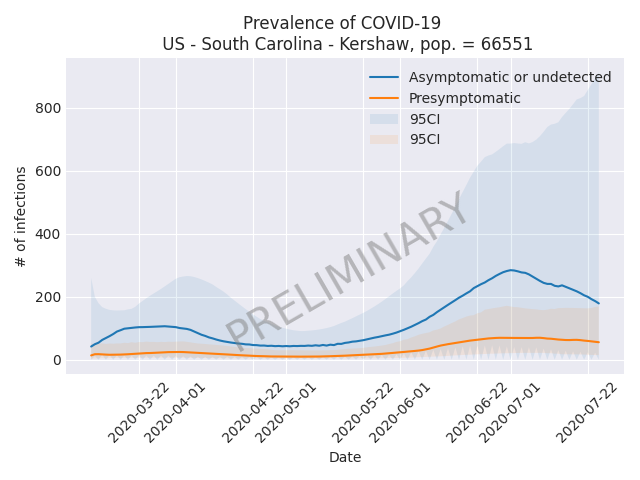 Prevalence of COVID-19
US - South Carolina - Kershaw, pop. = 66551
Asymptomatic or undetected
Presymptomatic
95CI
95CI
800
600
400
200
0
# of infections
PRELIMINARY
2020-03-22
2020-04-01
2020-04-22
2020-05-01
2020-05-22
2020-06-01
2020-06-22
2020-07-01
2020-07-22
Date